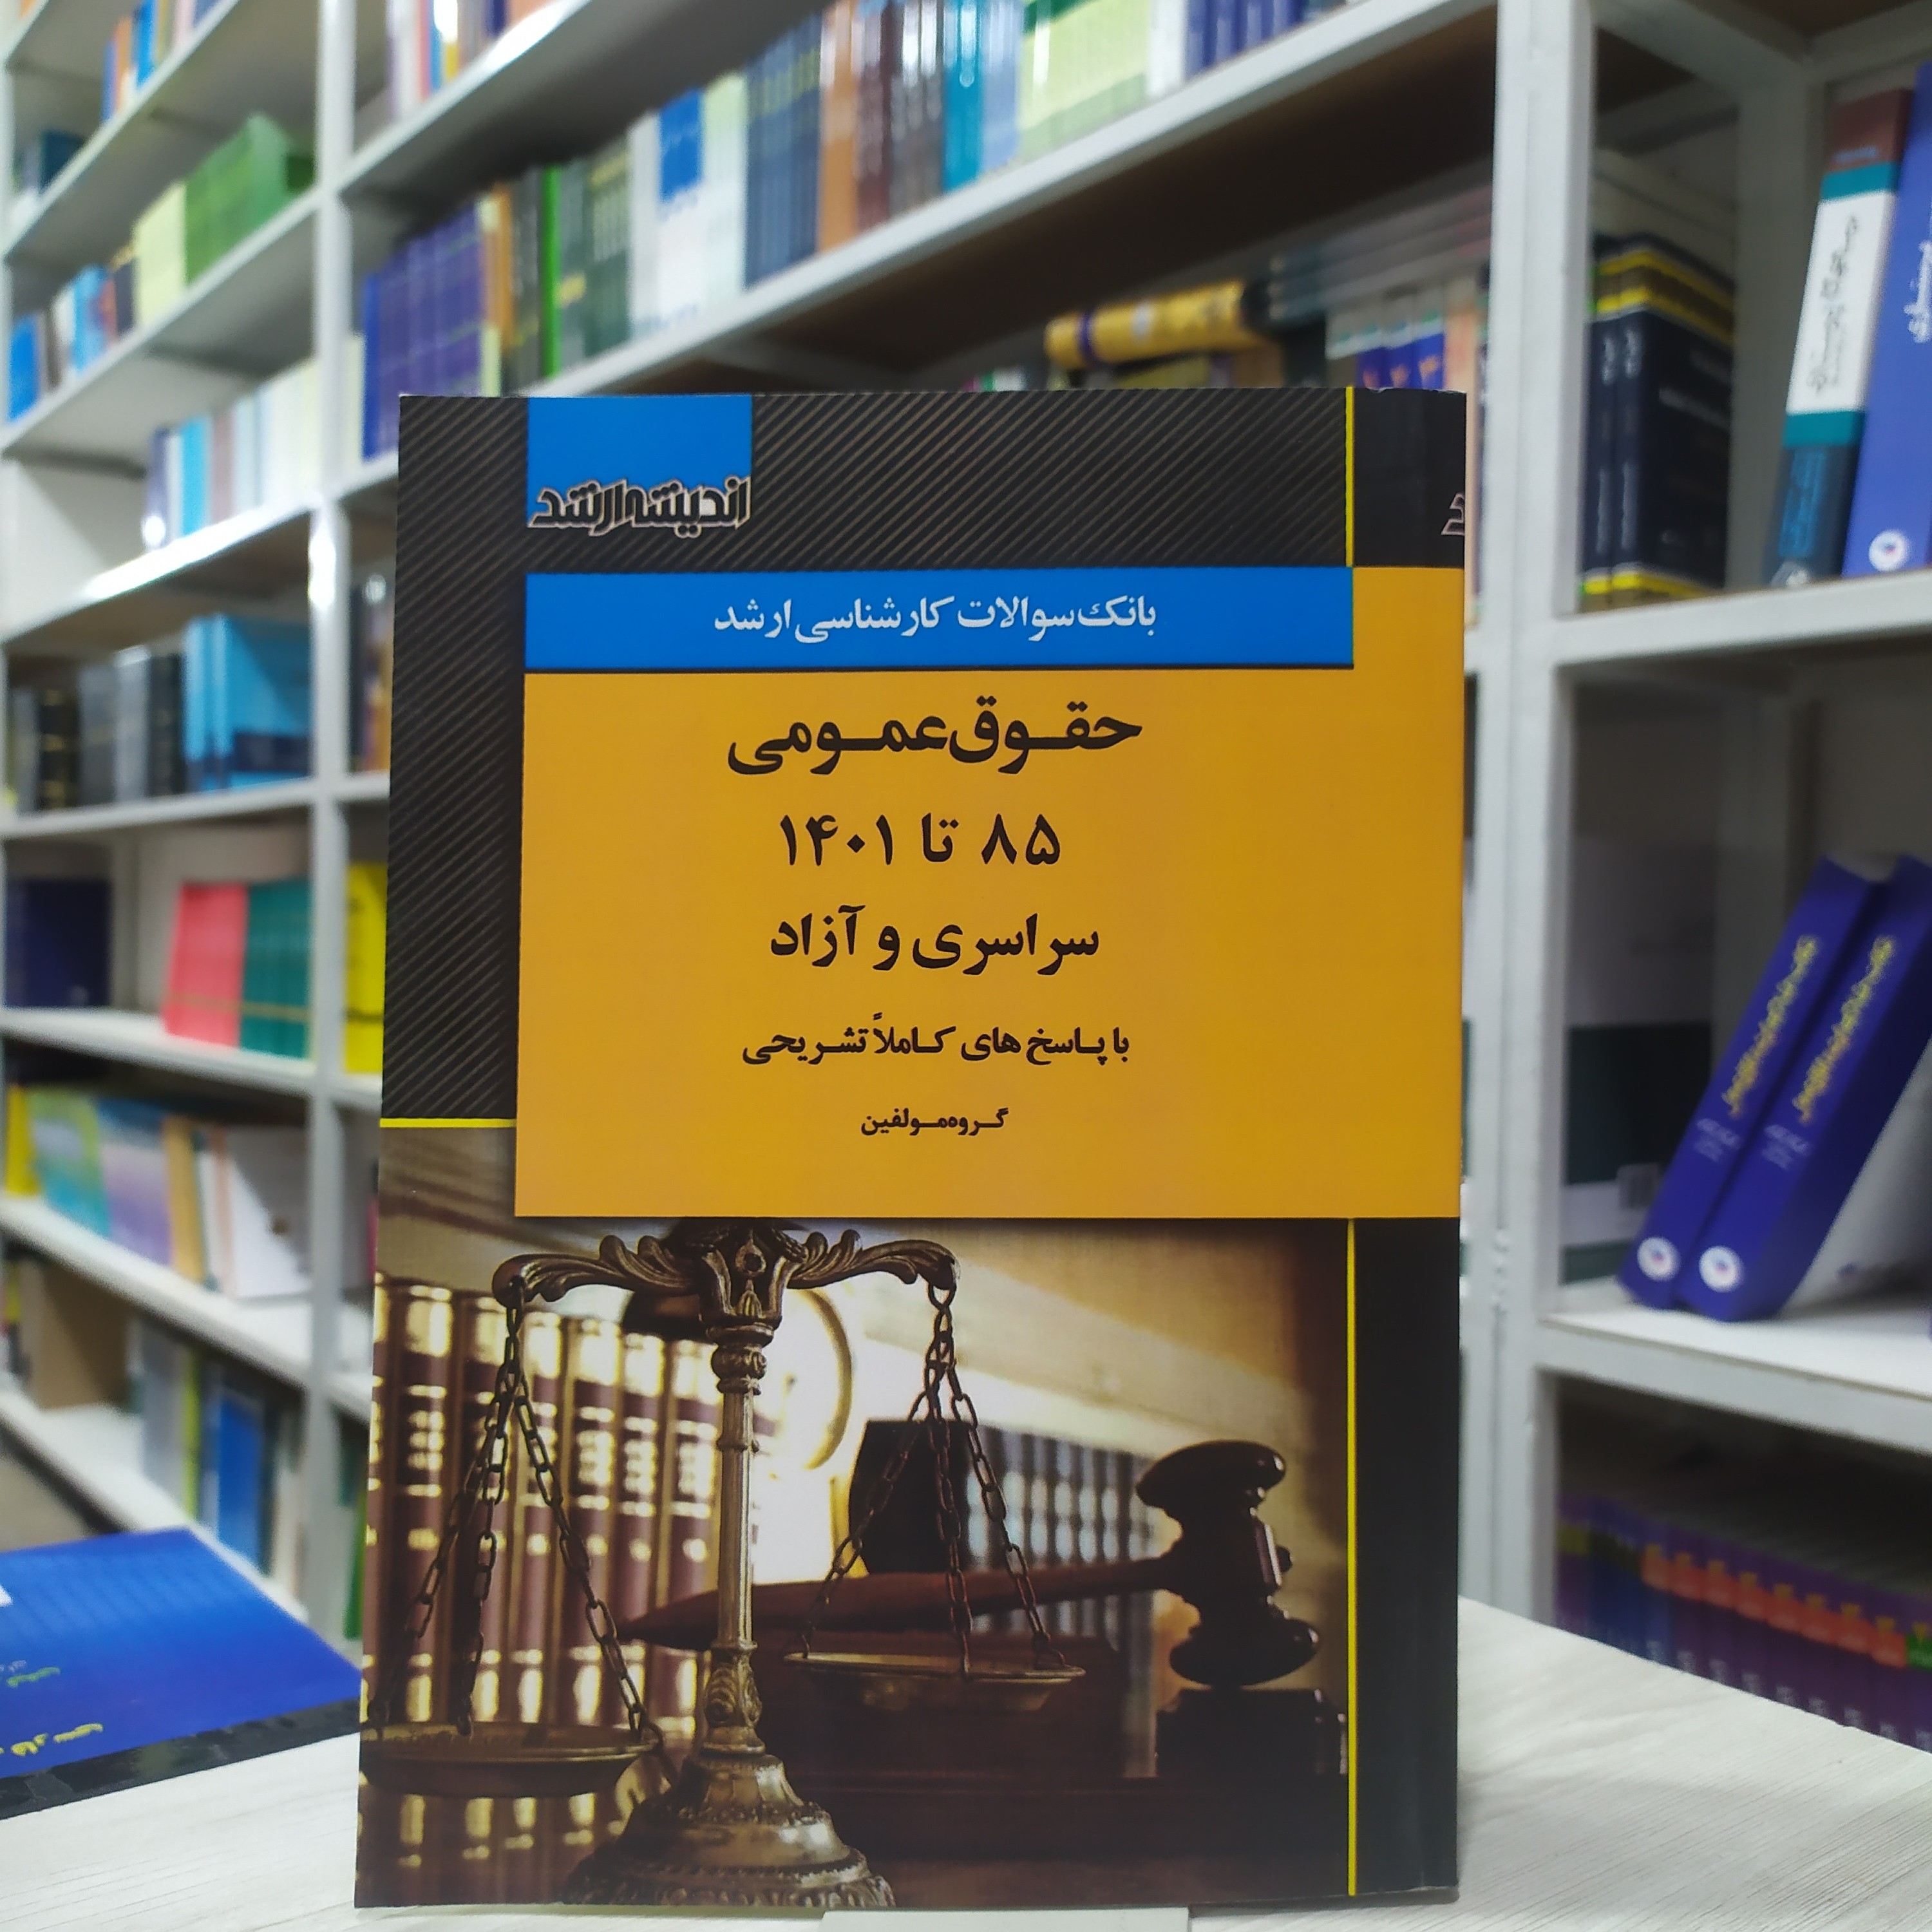 اندیشه ارشد
بانک سوالات کارشناسی ارشد
حقوق عمومی
۸۵ تا ۱۴۰۱
سراسری و آزاد
با پاسخ های کاملاً تشریحی
گروه مولفین